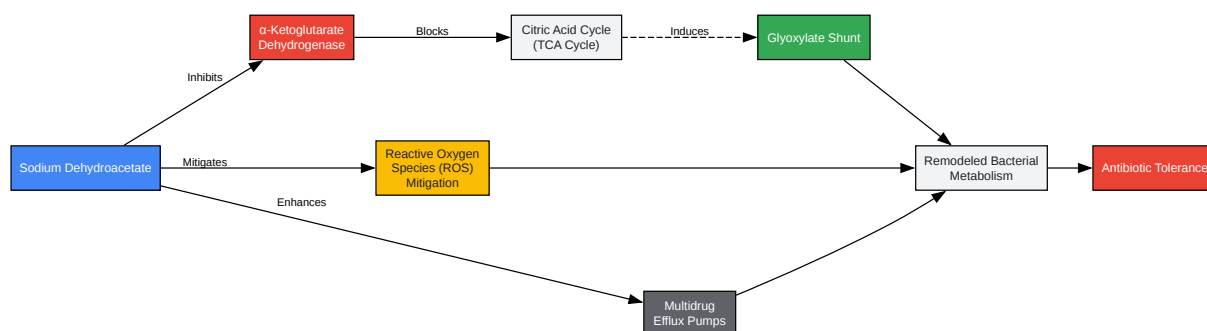 α-Ketoglutarate
Dehydrogenase
Blocks
Citric Acid Cycle
(TCA Cycle)
Induces
Glyoxylate Shunt
Inhibits
Sodium Dehydroacetate
Mitigates
Reactive Oxygen
Species (ROS)
Mitigation
Remodeled Bacterial
Metabolism
Antibiotic Tolerance
Enhances
Multidrug
Efflux Pumps